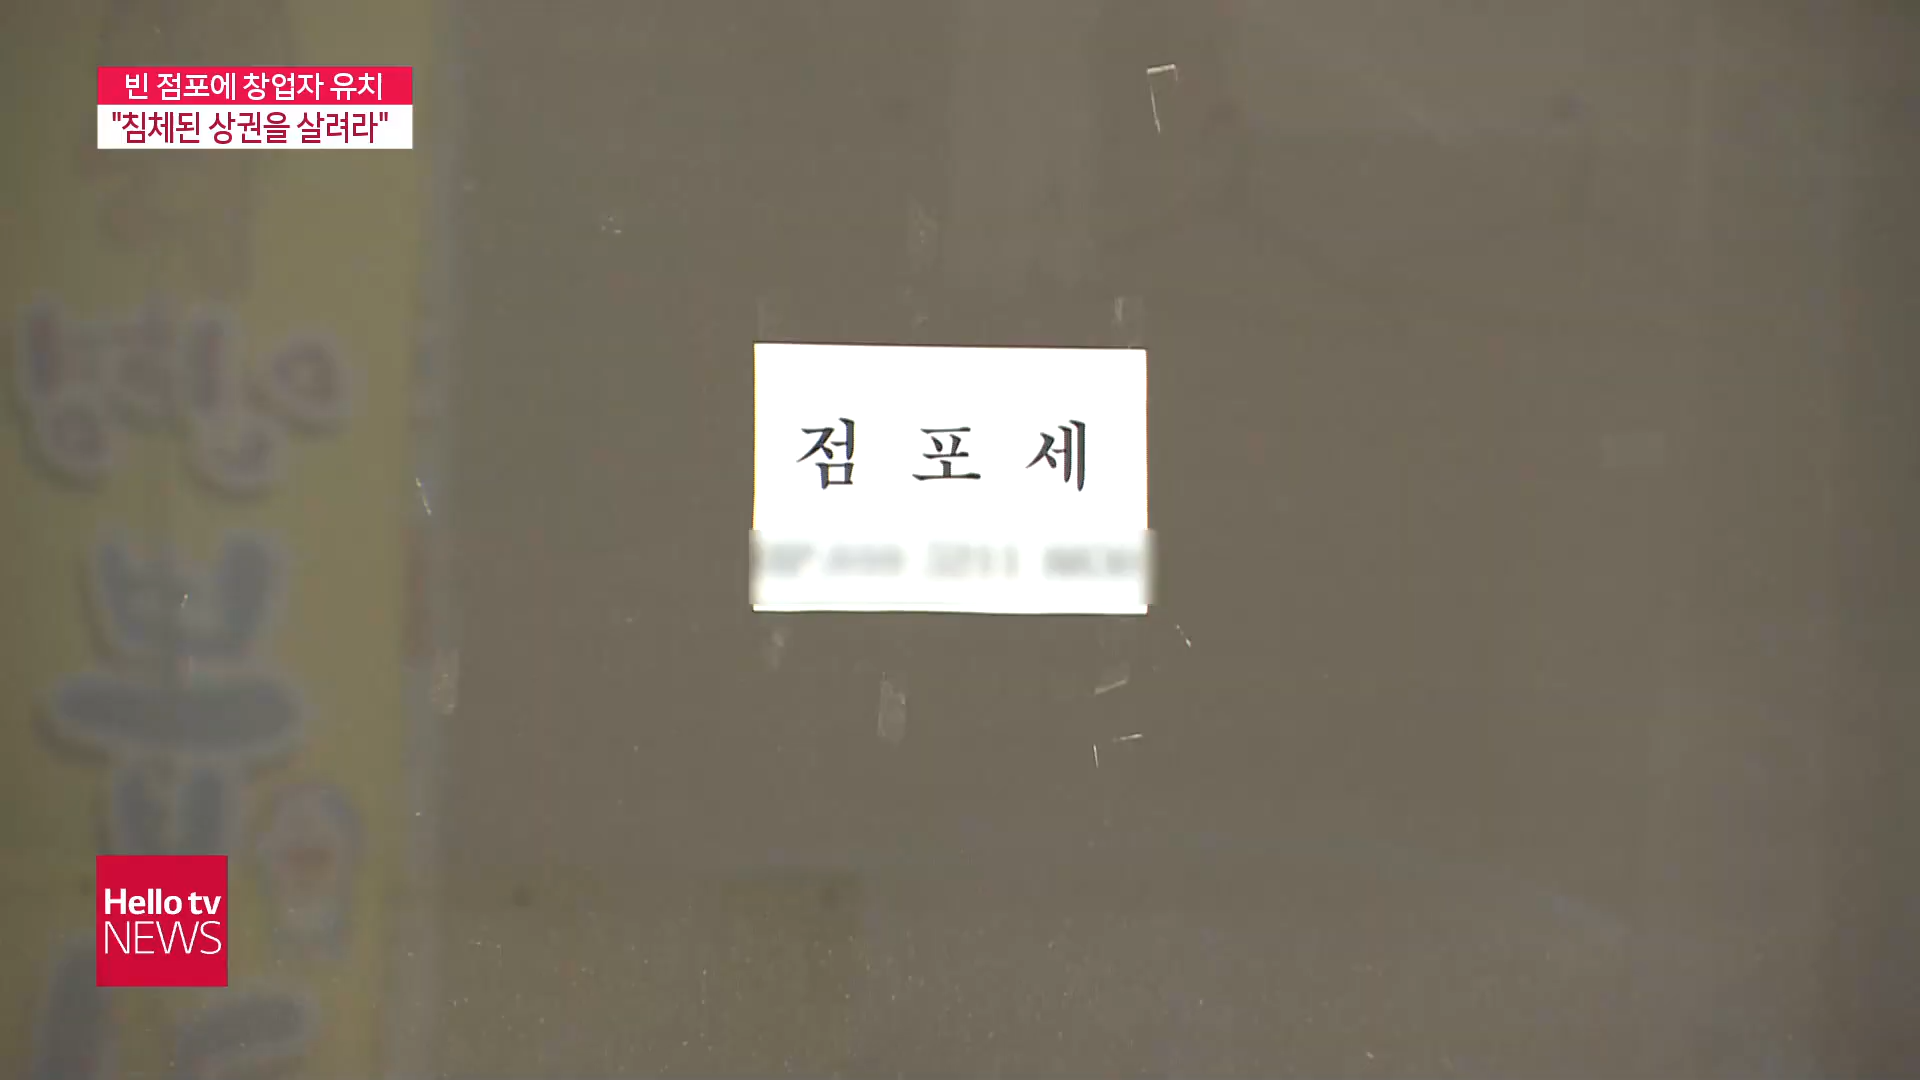 빈 점포에 창업자 유치
"침체된 상권을 살려라"
점 포 세
Hello tv
NEWS